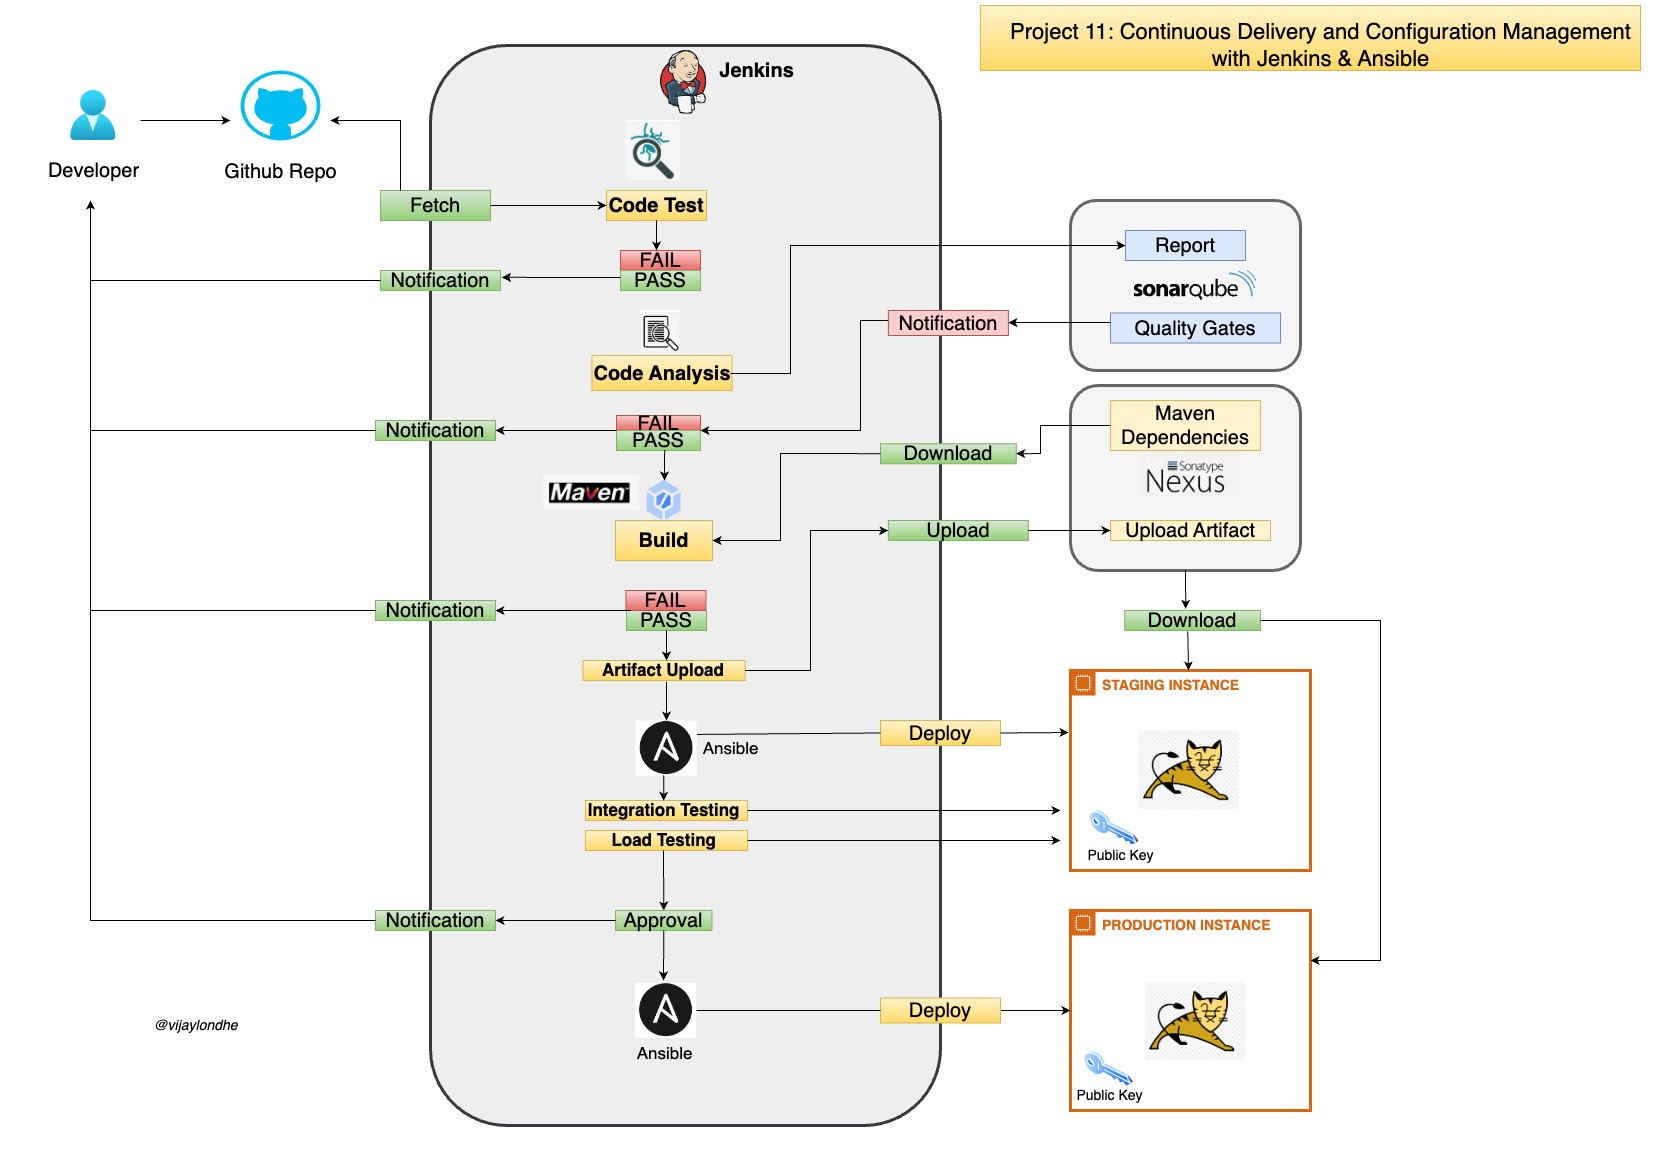 Project 11: Continuous Delivery and Configuration Management
with Jenkins & Ansible
Jenkins
Developer
Github Repo
Fetch
Code Test
FAIL
PASS
Notification
Report
sonarqube
Quality Gates
Notification
Code Analysis
FAIL
PASS
Notification
Maven
Dependencies
Download
Sonatype
Nexus
Maven
Build
Upload
Upload Artifact
FAIL
PASS
Notification
Download
Artifact Upload
STAGING INSTANCE
Ansible
Deploy
Integration Testing
Load Testing
Public Key
Notification
Approval
PRODUCTION INSTANCE
Ansible
Deploy
Public Key
@vijaylondhe